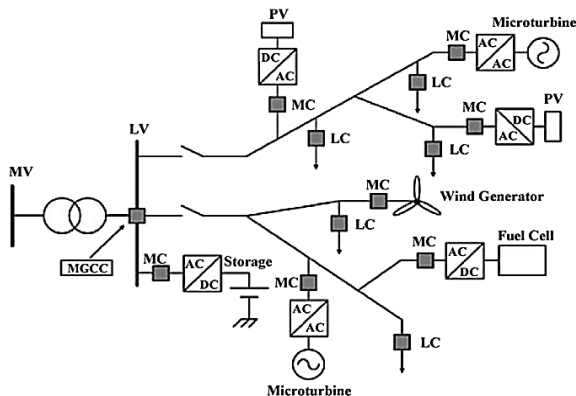 PV
Microturbine
MC
AC
AC
DC
AC
MC
LC
MC
PV
DC
AC
LV
LC
LC
MV
MC
Wind Generator
LC
Fuel Cell
MGCC
MC
AC
DC
Storage
MC
MC
AC
DC
AC
AC
LC
Microturbine